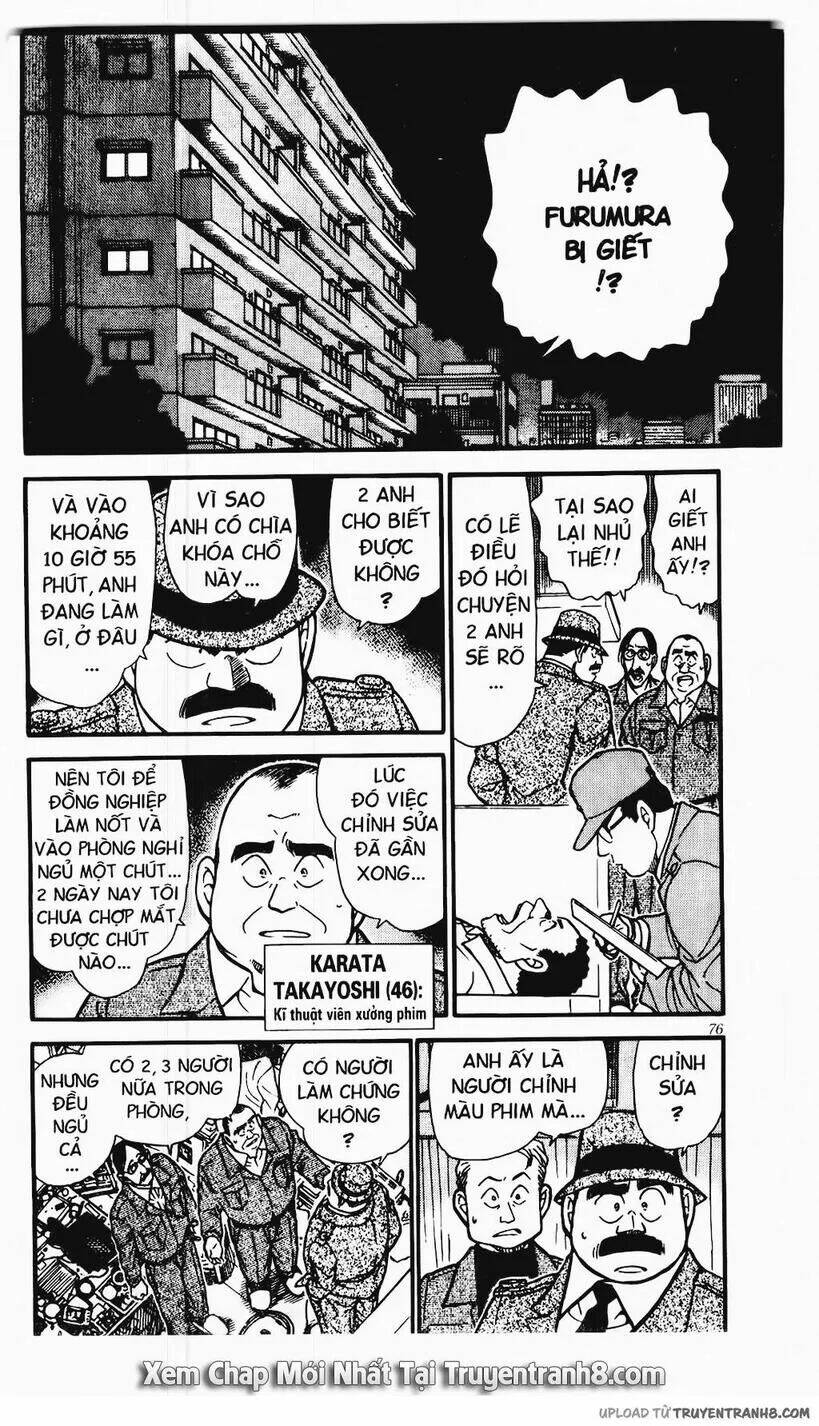 HẢ!?
FURUMURA
BỊ GIẾT
!?
AI
GIẾT
ANH
ẤY!?
TẠI SAO
LẠI NHỦ
THẾ!!
CÓ LẼ
ĐIỀU
ĐÓ HỎI
CHUYỆN
2 ANH
SẼ RÕ
...
2 ANH
CHO BIẾT
ĐƯỢC
KHÔNG
?
VÌ SAO
ANH CÓ CHÌA
KHÓA CHỖ
NÀY...
VÀ VÀO
KHOẢNG
10 GIỜ 55
PHÚT, ANH
ĐANG LÀM
GÌ, Ở ĐÂU
...
LÚC
ĐÓ VIỆC
CHỈNH SỬA
ĐÃ GẦN
XONG...
NÊN TÔI ĐỂ
ĐỒNG NGHIỆP
LÀM NỐT VÀ
VÀO PHÒNG NGHỈ
NGỦ MỘT CHÚT...
2 NGÀY NAY TÔI
CHƯA CHỢP MẮT
ĐƯỢC CHÚT
NÀO...
KARATA
TAKAYOSHI (46):
Kĩ thuật viên xưởng phim
76
CHỈNH
SỬA
?
ANH ẤY LÀ
NGƯỜI CHỈNH
MÀU PHIM MÀ...
CÓ NGƯỜI
LÀM CHỨNG
KHÔNG
?
CÓ 2, 3 NGƯỜI
NỮA TRONG
PHÒNG,
NHƯNG
ĐỀU
NGỦ
CẢ
...
Xem Chap Mới Nhất Tại Truyentranh8.com
UPLOAD TỪ TRUYENTRANH8.COM